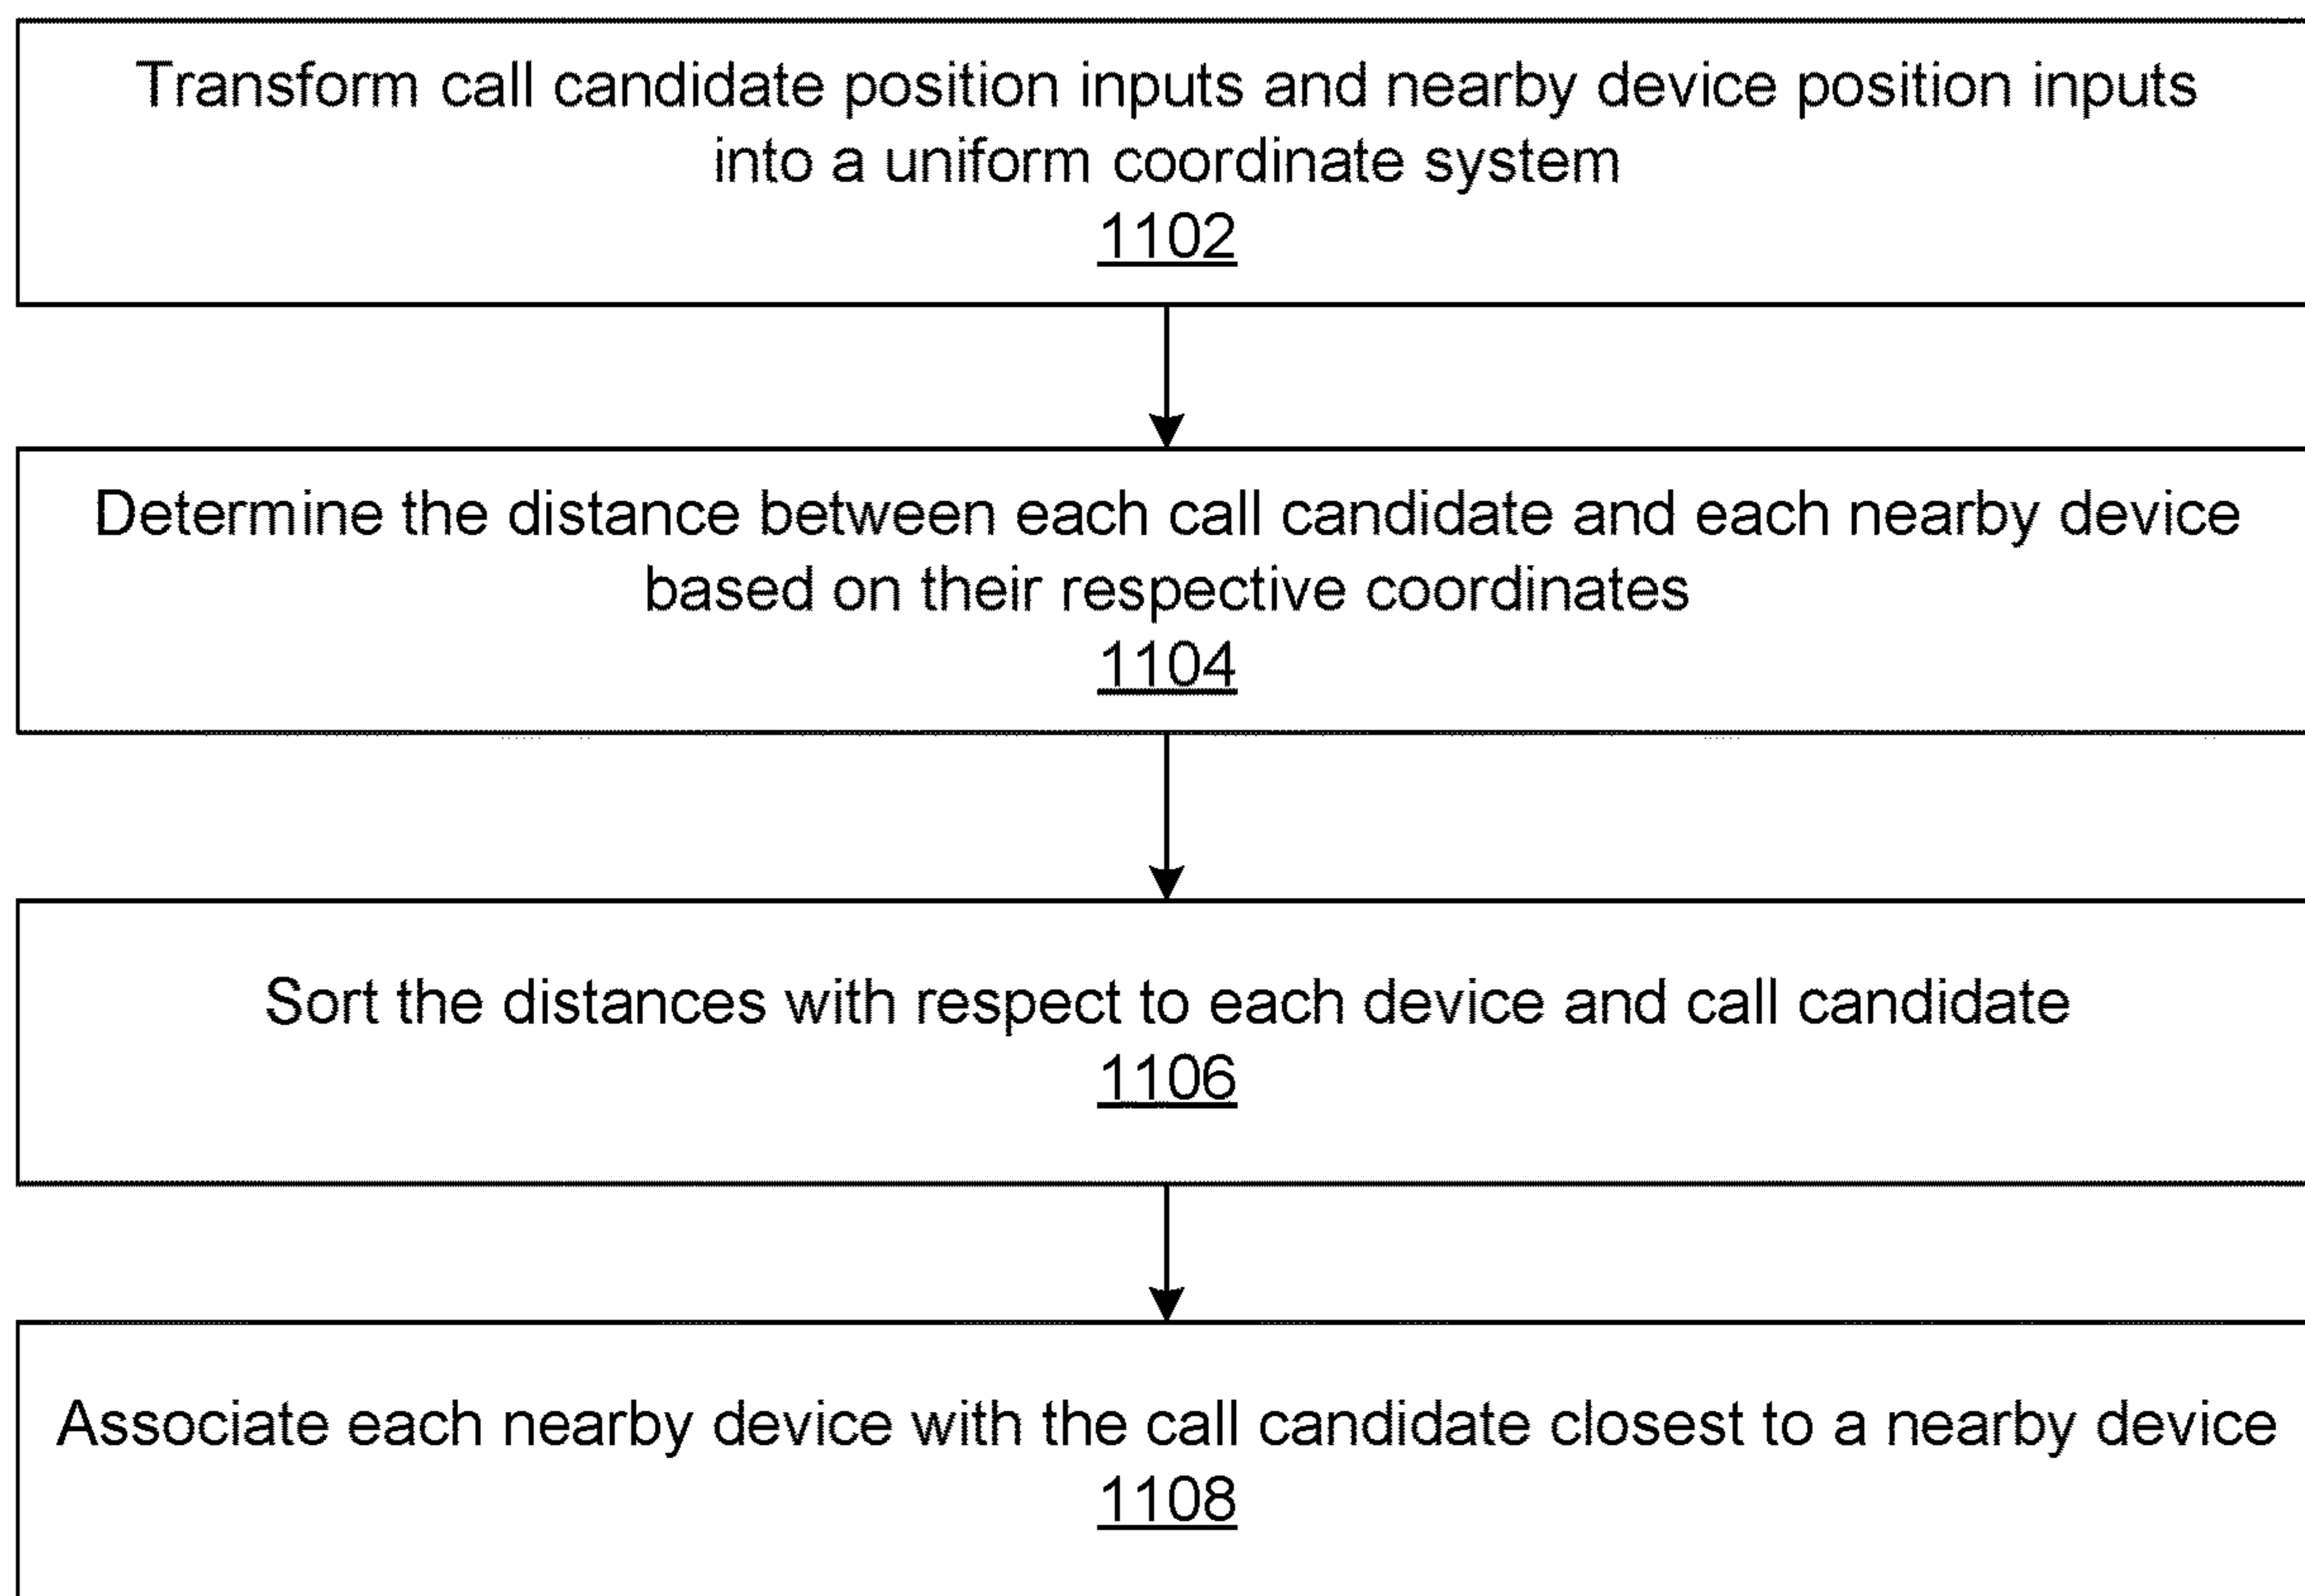 Transform call candidate position inputs and nearby device position inputs
into a uniform coordinate system
1102
Determine the distance between each call candidate and each nearby device
based on their respective coordinates
1104
Sort the distances with respect to each device and call candidate
1106
Associate each nearby device with the call candidate closest to a nearby device
1108